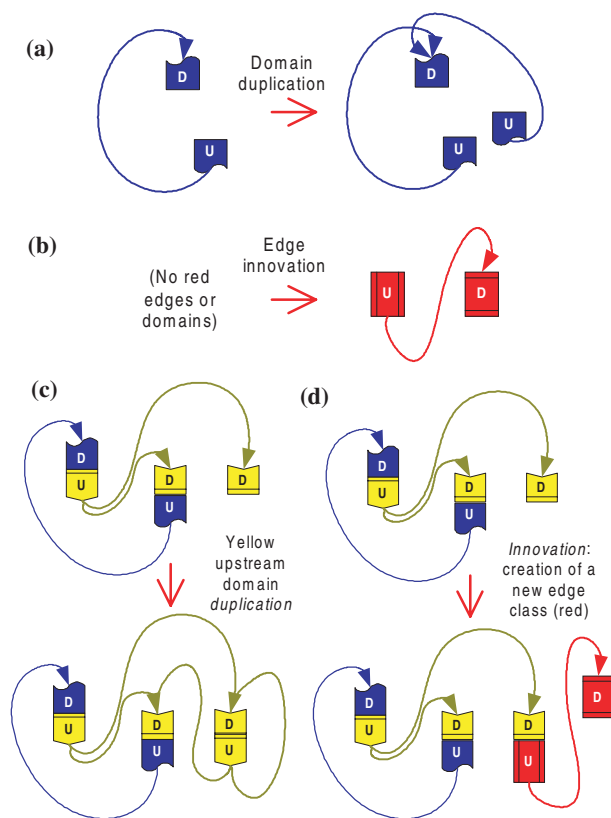 (a)
Domain
duplication
D
U
D
U
U
(b)
Edge
innovation
(No red
edges or
domains)
U
D
(c)
D
U
D
U
D
Yellow
upstream
domain
duplication
D
U
D
U
D
U
(d)
D
U
D
U
D
Innovation:
creation of a
new edge
class (red)
D
U
D
U
D
U
D